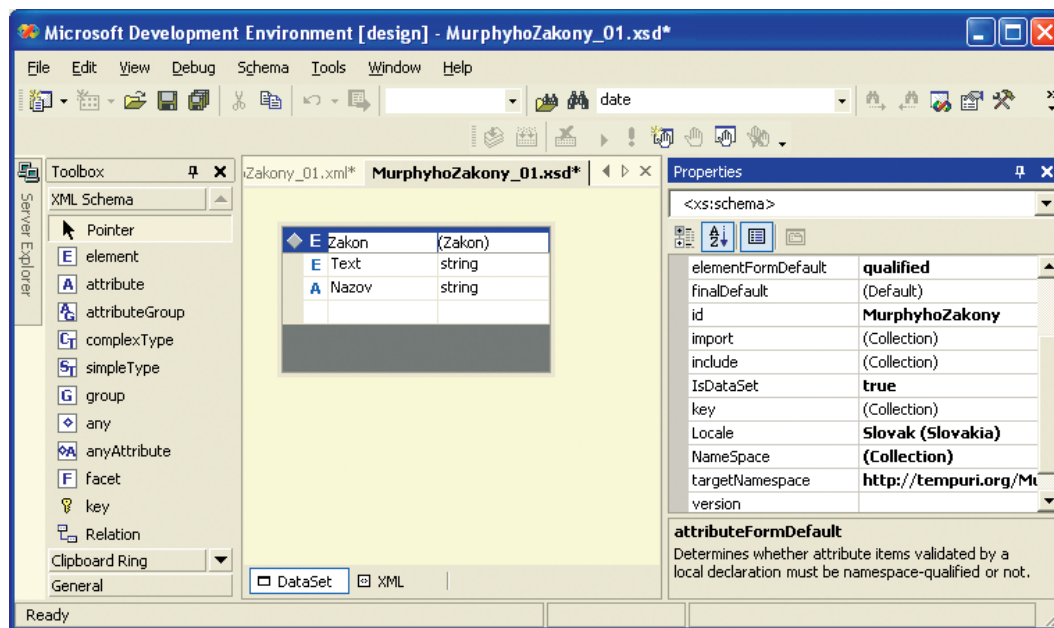 Microsoft Development Environment [design] - MurphyhoZakony_01.xsd*
File Edit View Debug Schema Tools Window Help
date
Server Explorer
Toolbox
XML Schema
Pointer
element
attribute
attributeGroup
complexType
simpleType
group
any
anyAttribute
facet
key
Relation
Clipboard Ring
General
Zakony_01.xml* MurphyhoZakony_01.xsd*
E Zakon (Zakon)
E Text string
A Nazov string
DataSet XML
Properties
<xs:schema>
elementFormDefault qualified
finalDefault (Default)
id MurphyhoZakony
import (Collection)
include (Collection)
IsDataSet true
key (Collection)
Locale Slovak (Slovakia)
NameSpace (Collection)
targetNamespace http://tempuri.org/Mu
version
attributeFormDefault
Determines whether attribute items validated by a
local declaration must be namespace-qualified or not.
Ready